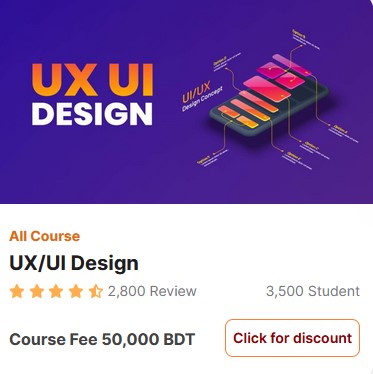 UX UI
DESIGN
UI/UX
Design Concept
All Course
UX/UI Design
2,800 Review
3,500 Student
Course Fee 50,000 BDT
Click for discount